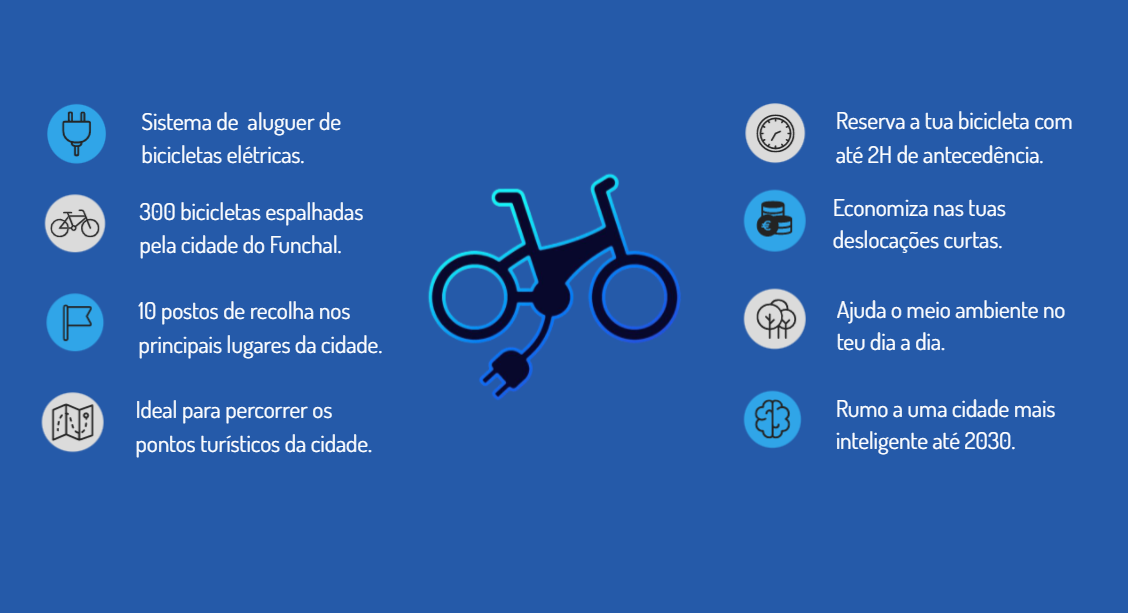 Sistema de aluguer de
bicicletas elétricas.
300 bicicletas espalhadas
pela cidade do Funchal.
10 postos de recolha nos
principais lugares da cidade.
Ideal para percorrer os
pontos turísticos da cidade.
Reserva a tua bicicleta com
até 2H de antecedência.
Economiza nas tuas
deslocações curtas.
Ajuda o meio ambiente no
teu dia a dia.
Rumo a uma cidade mais
inteligente até 2030.